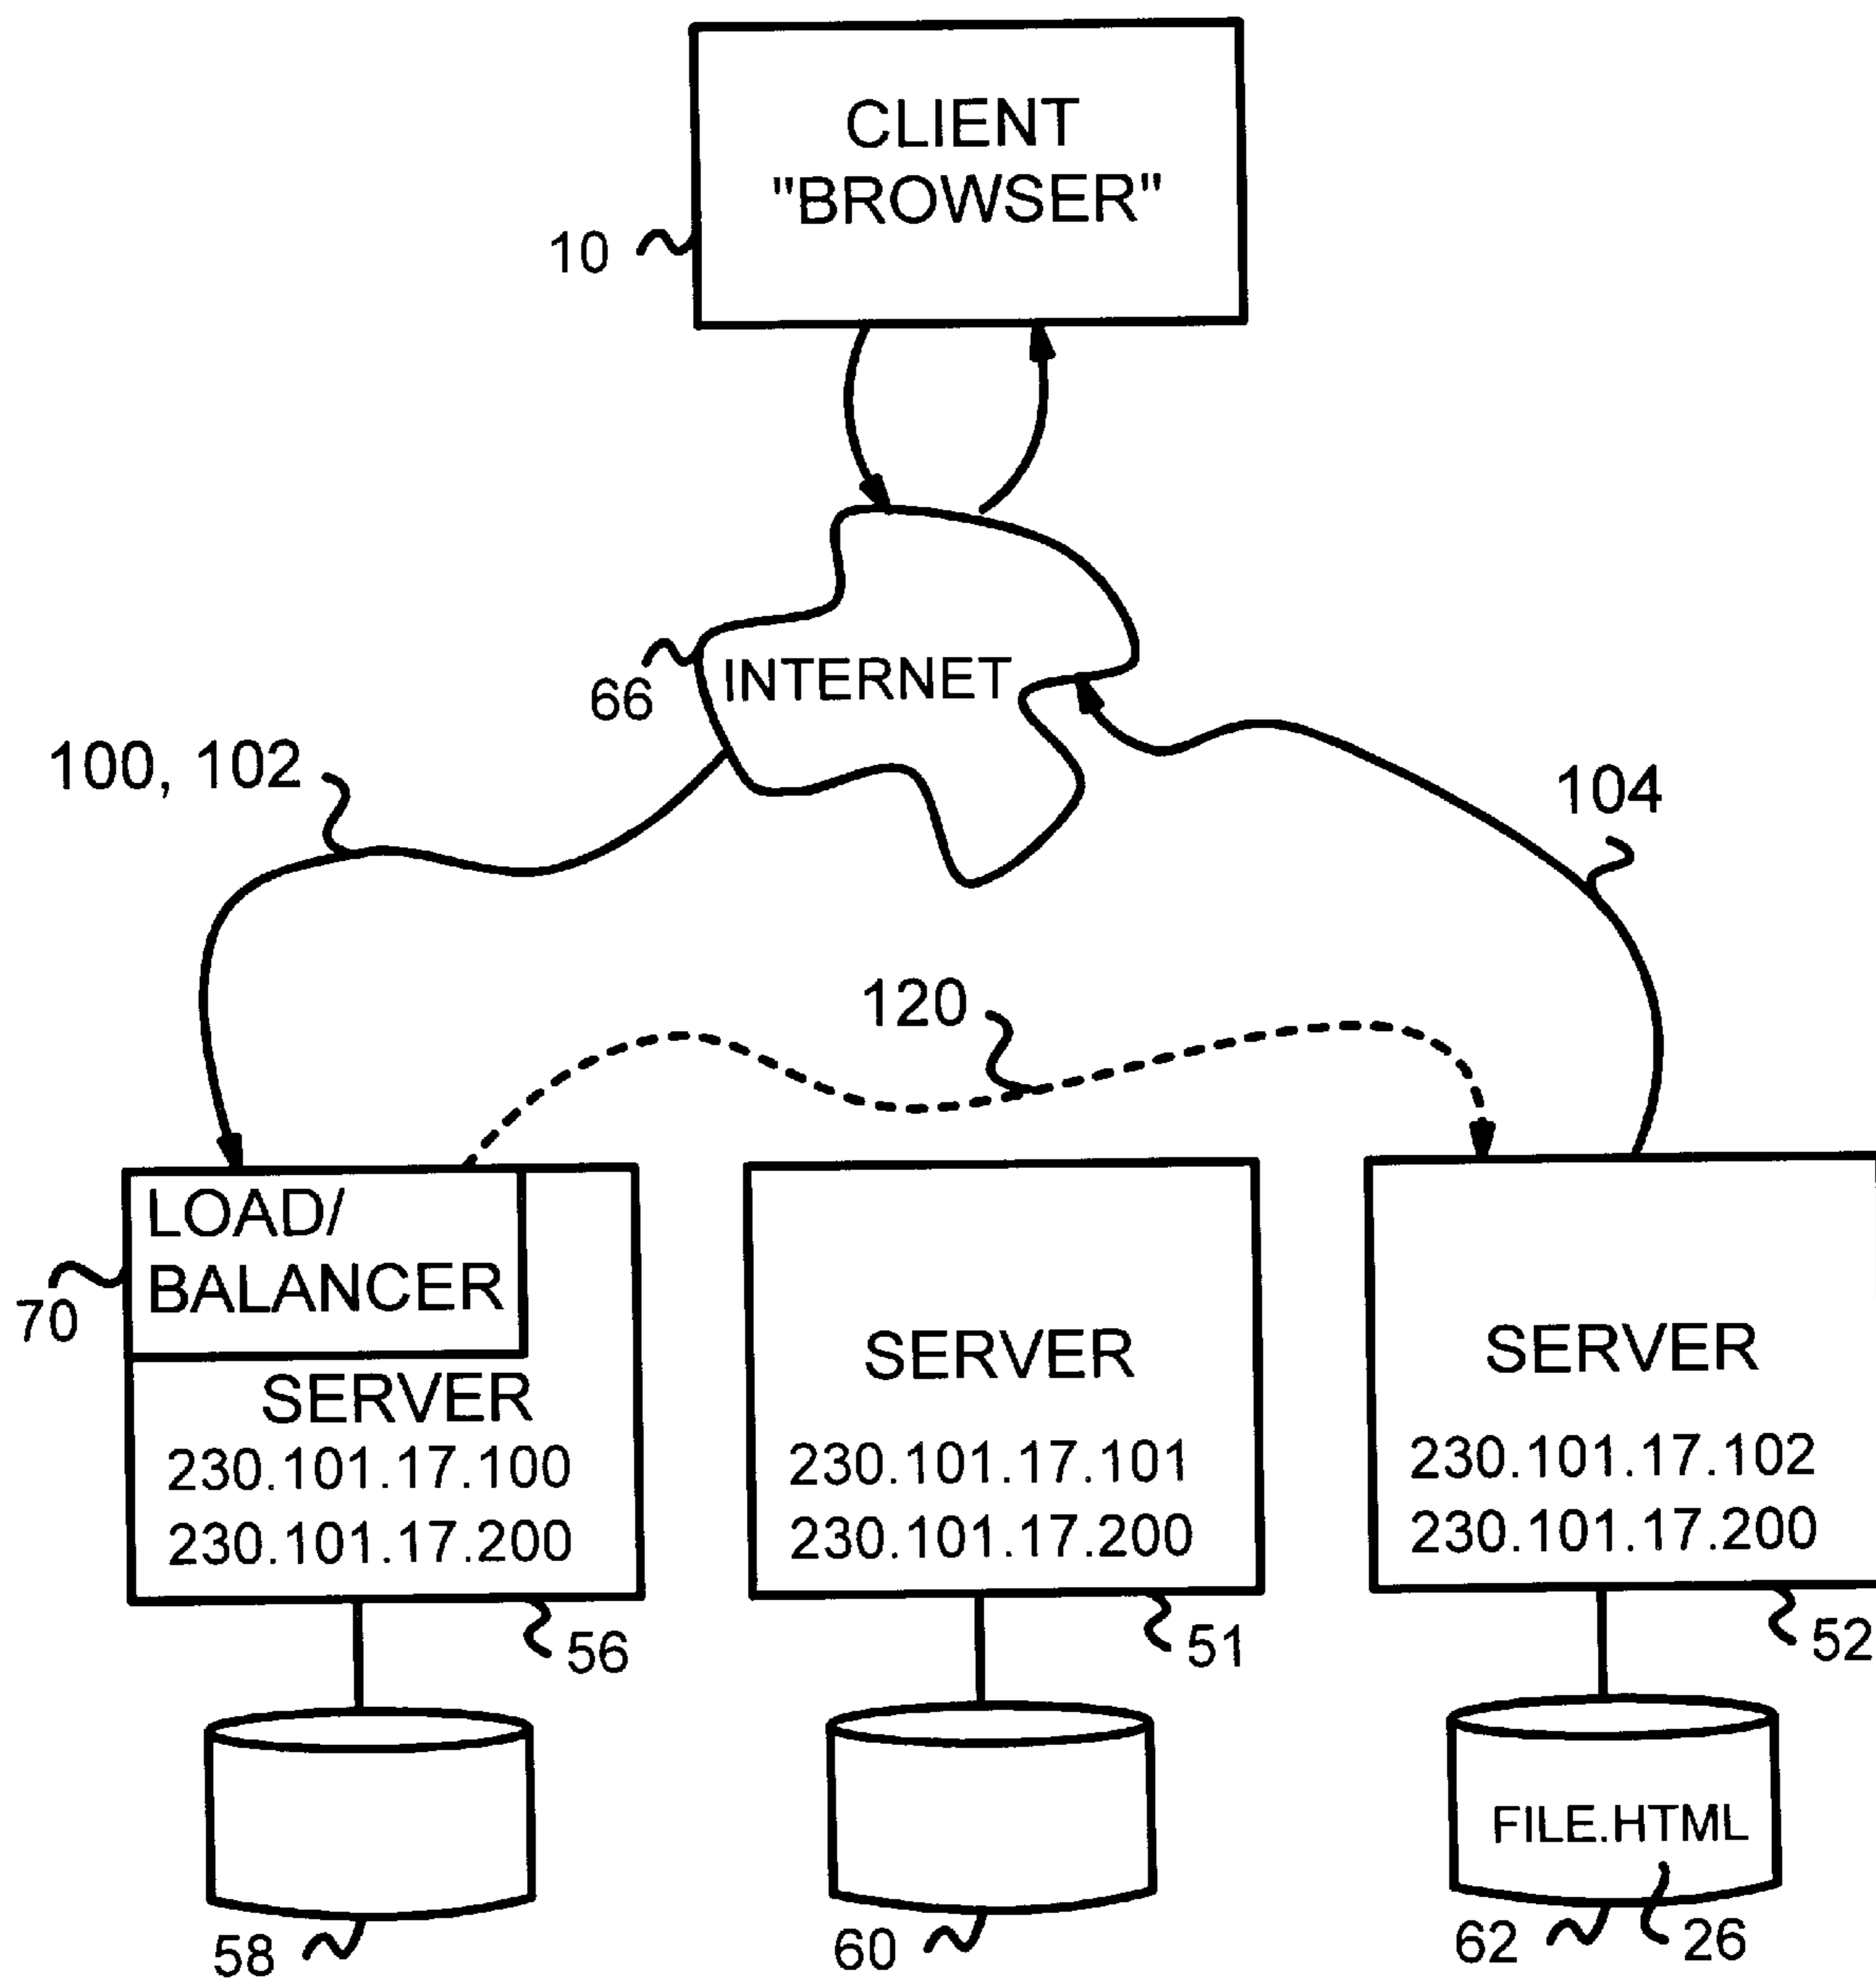 CLIENT
"BROWSER"
10
INTERNET
66
100, 102
104
120
LOAD/
BALANCER
70
SERVER
230.101.17.100
230.101.17.200
56
SERVER
230.101.17.101
230.101.17.200
51
SERVER
230.101.17.102
230.101.17.200
52
58
60
FILE.HTML
62
26